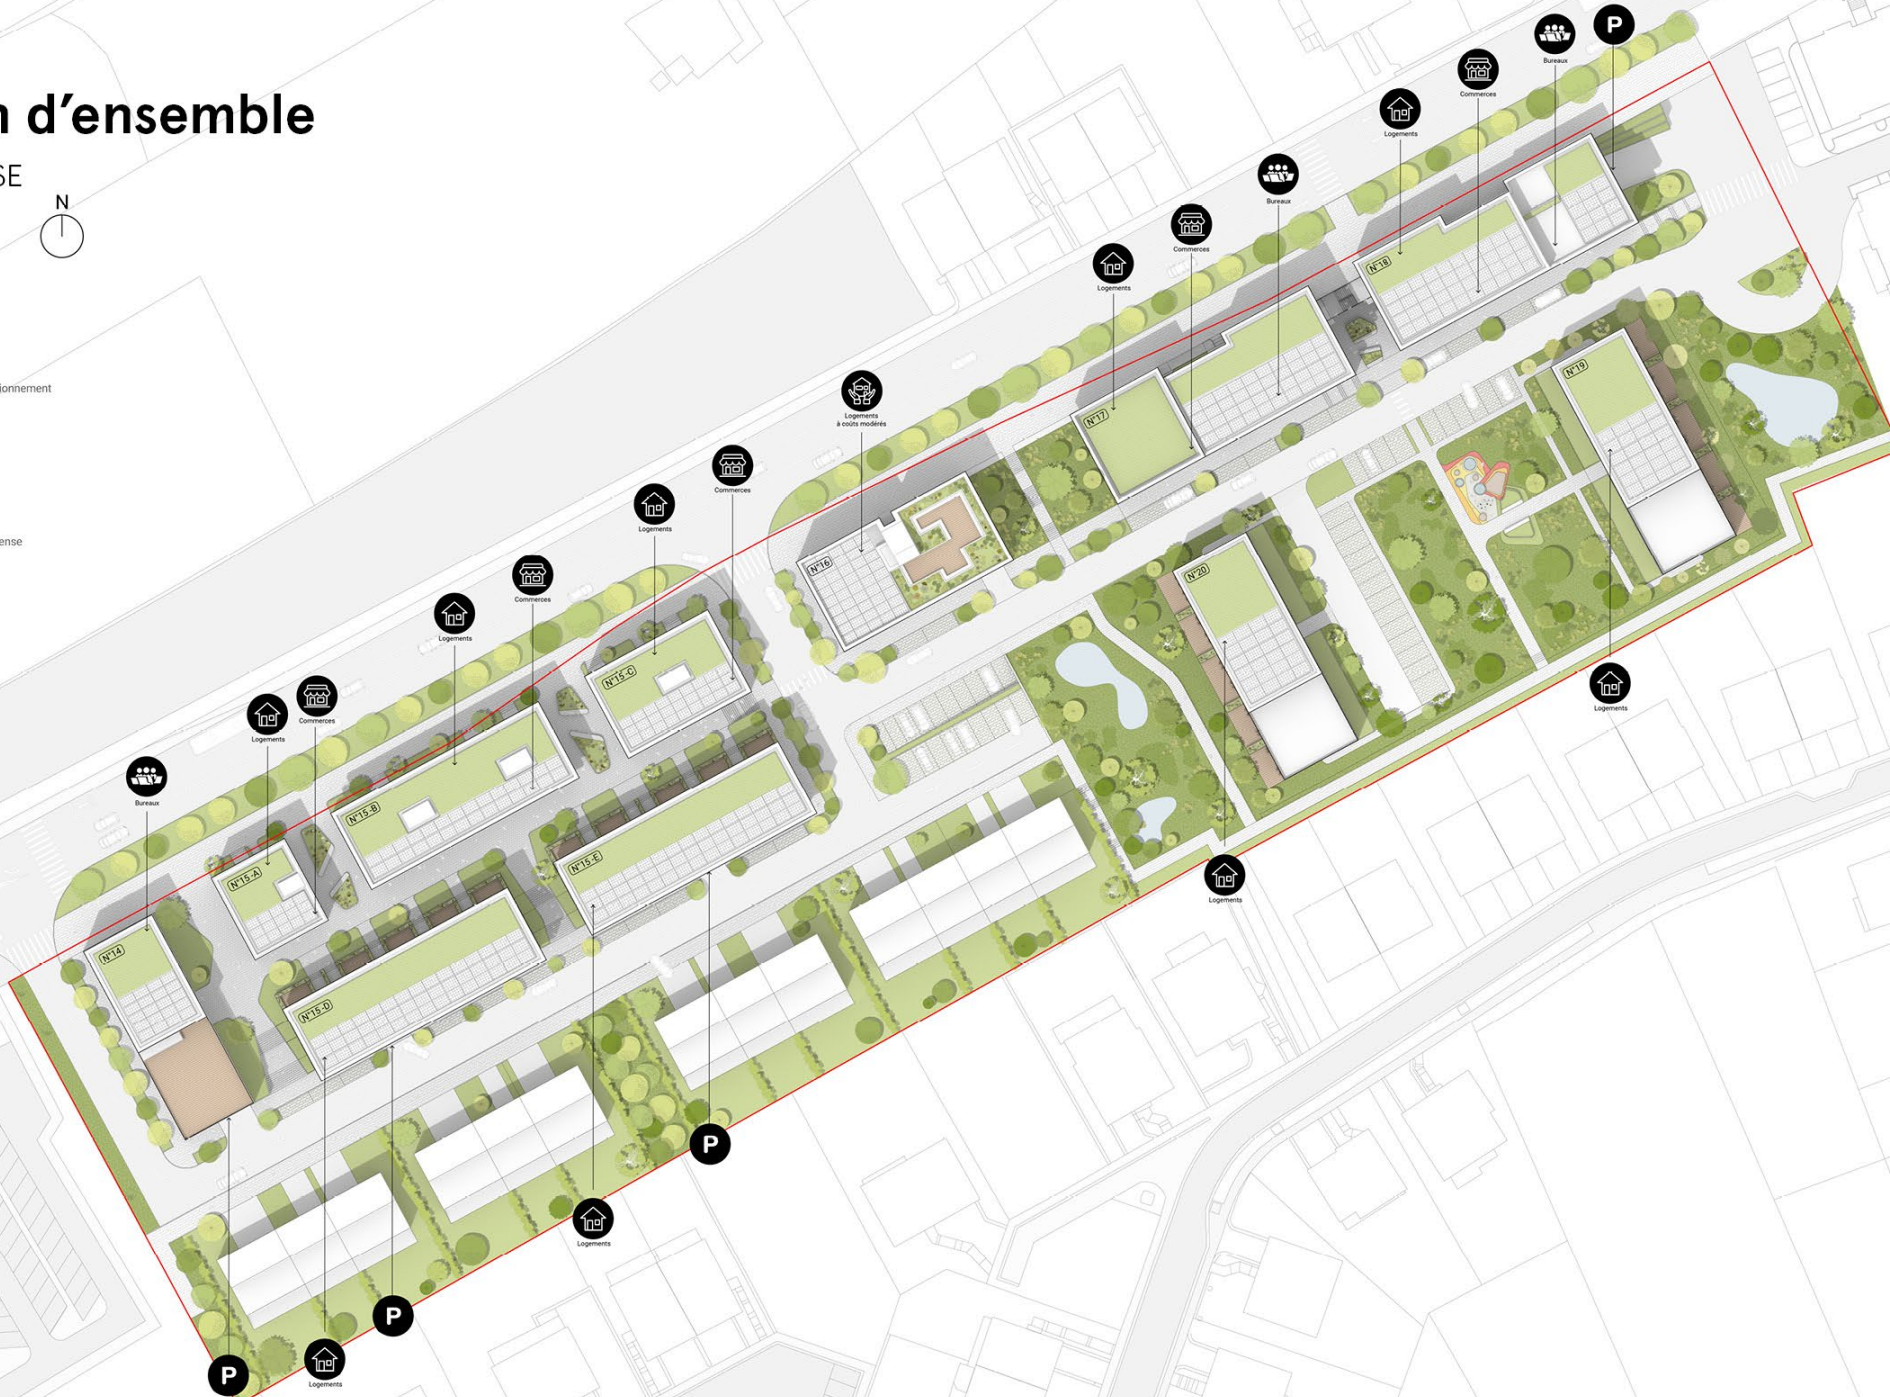 n d'ensemble
SE
N
ionnement
ense
P
Bureaux
Commerces
Logements
Bureaux
Commerces
Logements
N°18
N°19
Logements
à coûts modérés
N°17
Commerces
Logements
N°16
N°20
Commerces
Logements
N°15-C
Logements
Commerces
Logements
Bureaux
N°15-B
N°15-A
N°15-E
Logements
N°14
N°15-D
P
Logements
P
Logements
P
Logements